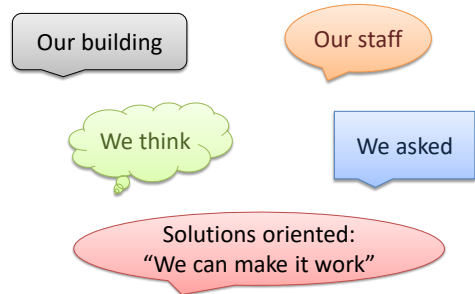 Our building
Our staff
We think
We asked
Solutions oriented:
“We can make it work”